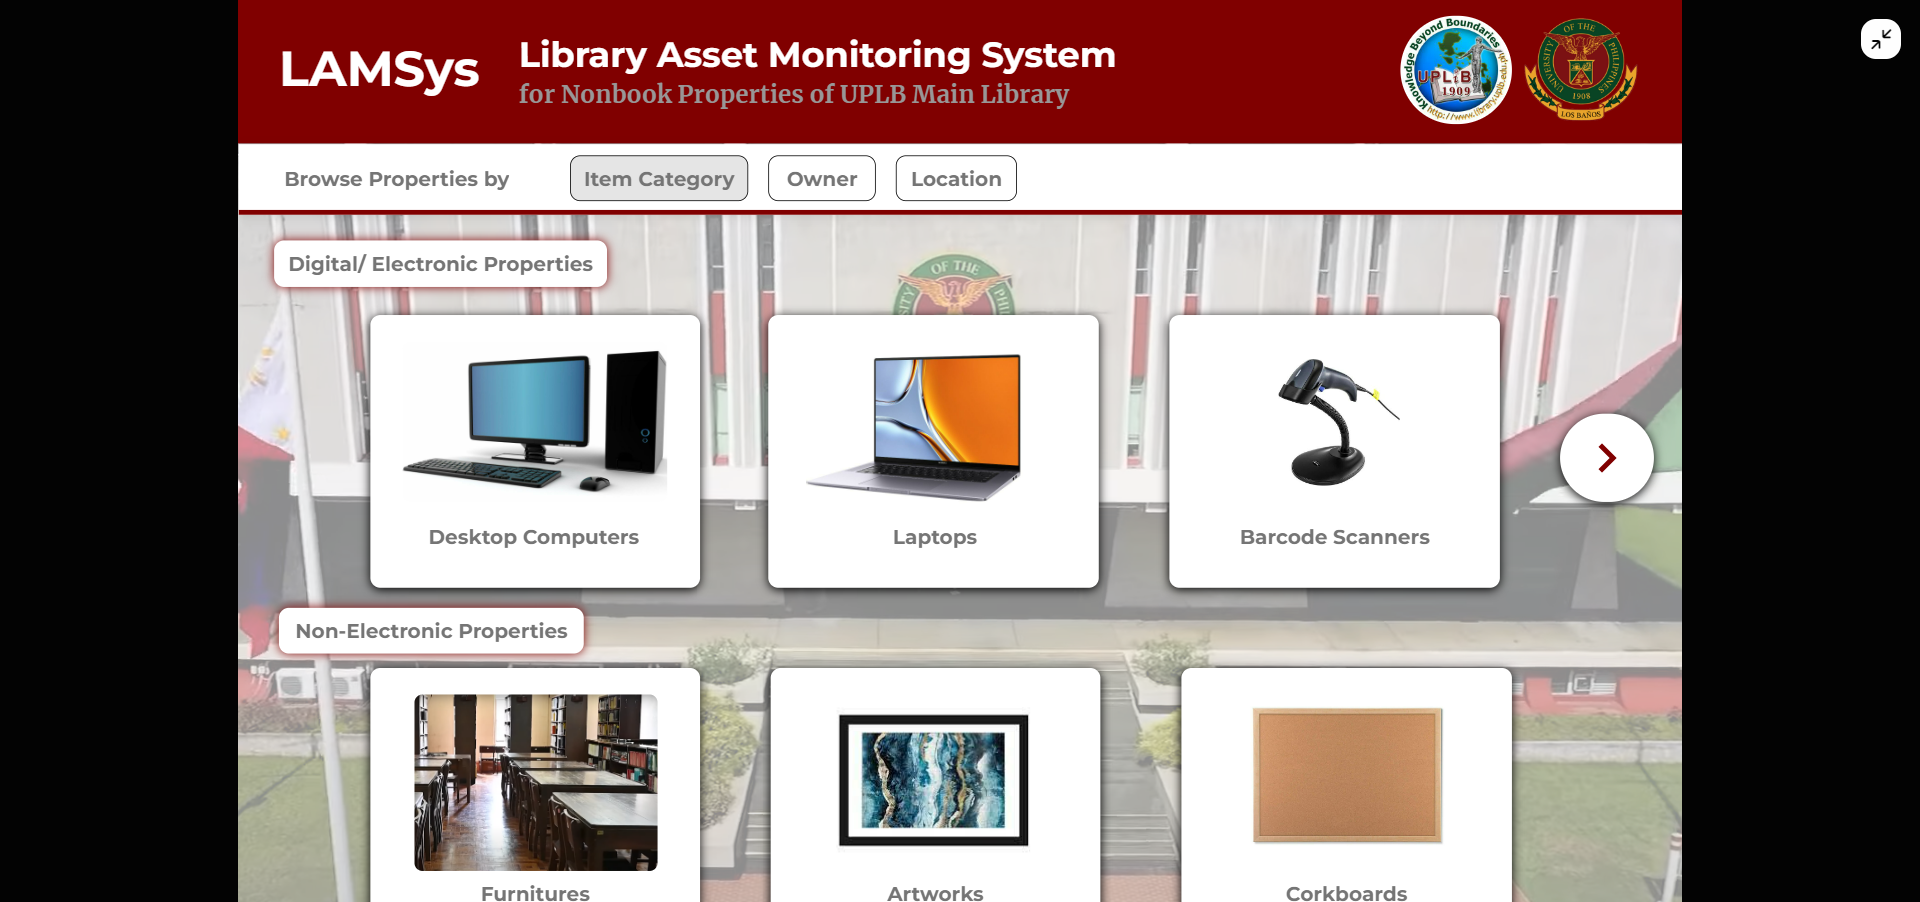 LAMSys
Library Asset Monitoring System
for Nonbook Properties of UPLB Main Library
Knowledge Beyond Boundaries
UPLiB
1909
http://www.library.uplb.edu.ph
UNIVERSITY OF THE PHILIPPINES
1908
LOS BAÑOS
Browse Properties by
Item Category
Owner
Location
Digital/ Electronic Properties
OF THE
Desktop Computers
Laptops
Barcode Scanners
Non-Electronic Properties
Furnitures
Artworks
Corkboards